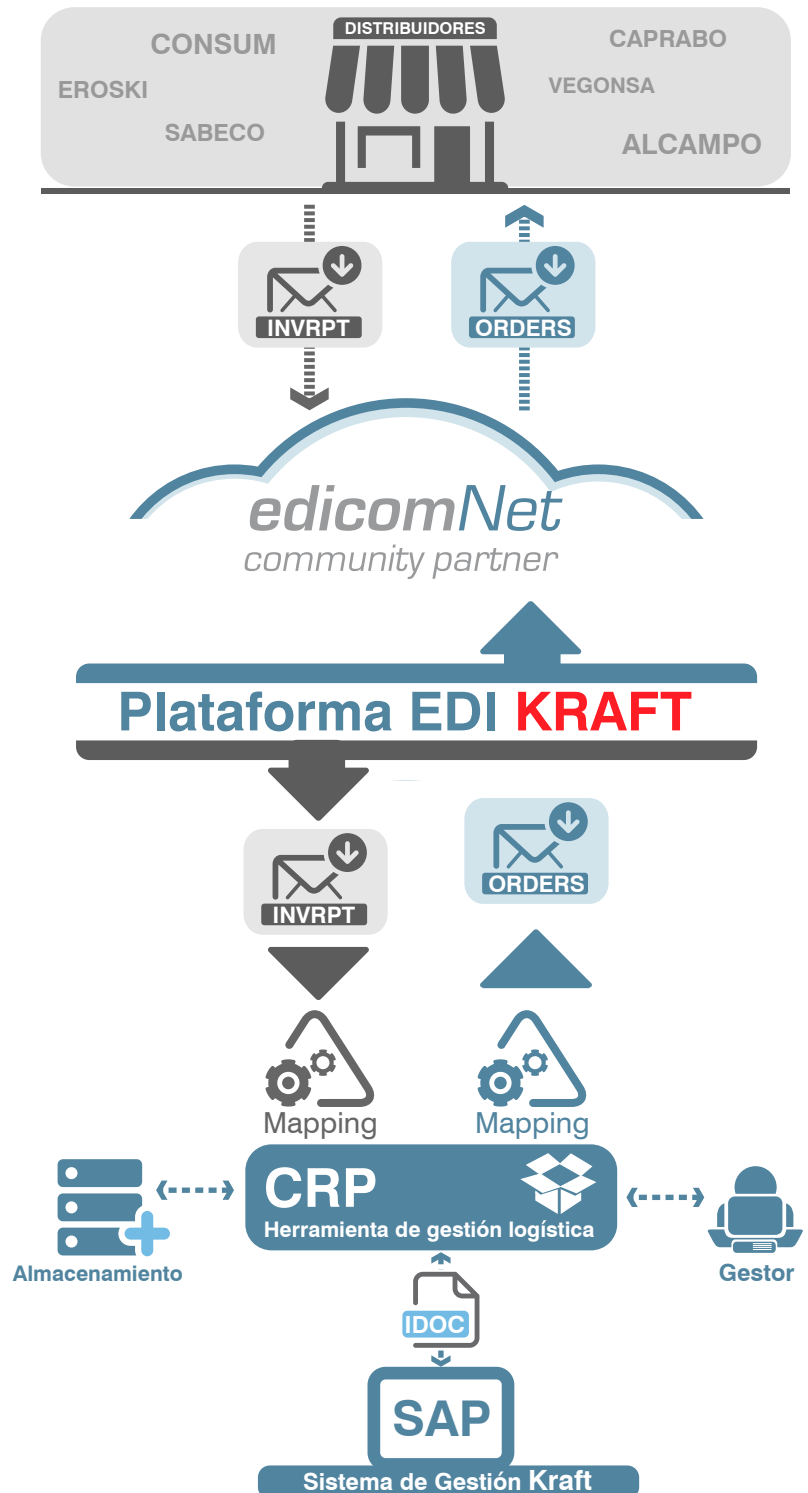 DISTRIBUIDORES
CONSUM
CAPRABO
EROSKI
VEGONSA
SABECO
ALCAMPO
INVRPT
ORDERS
edicomNet
community partner
Plataforma EDI KRAFT
INVRPT
ORDERS
Mapping
Mapping
CRP
Herramienta de gestión logística
Almacenamiento
Gestor
IDOC
SAP
Sistema de Gestión Kraft